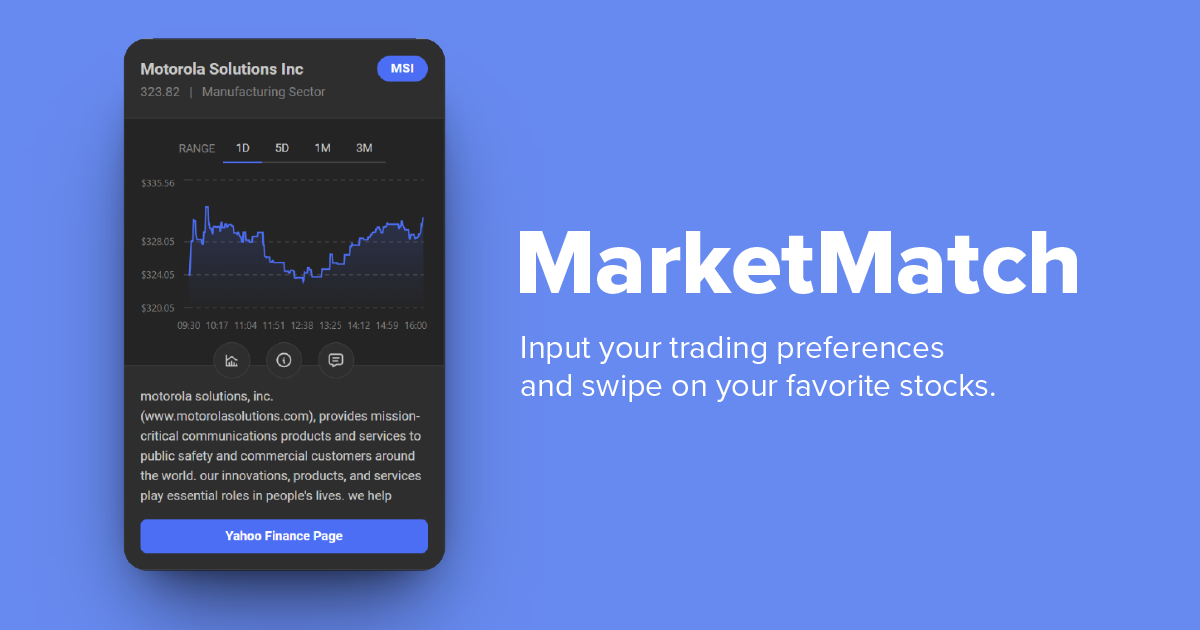 Motorola Solutions Inc
MSI
323.82 | Manufacturing Sector
RANGE 1D 5D 1M 3M
$335.56
$328.05
$324.05
$320.05
09:30 10:17 11:04 11:51 12:38 13:25 14:12 14:59 16:00
motorola solutions, inc.
(www.motorolasolutions.com), provides mission-
critical communications products and services to
public safety and commercial customers around
the world. our innovations, products, and services
play essential roles in people's lives. we help
Yahoo Finance Page
MarketMatch
Input your trading preferences
and swipe on your favorite stocks.